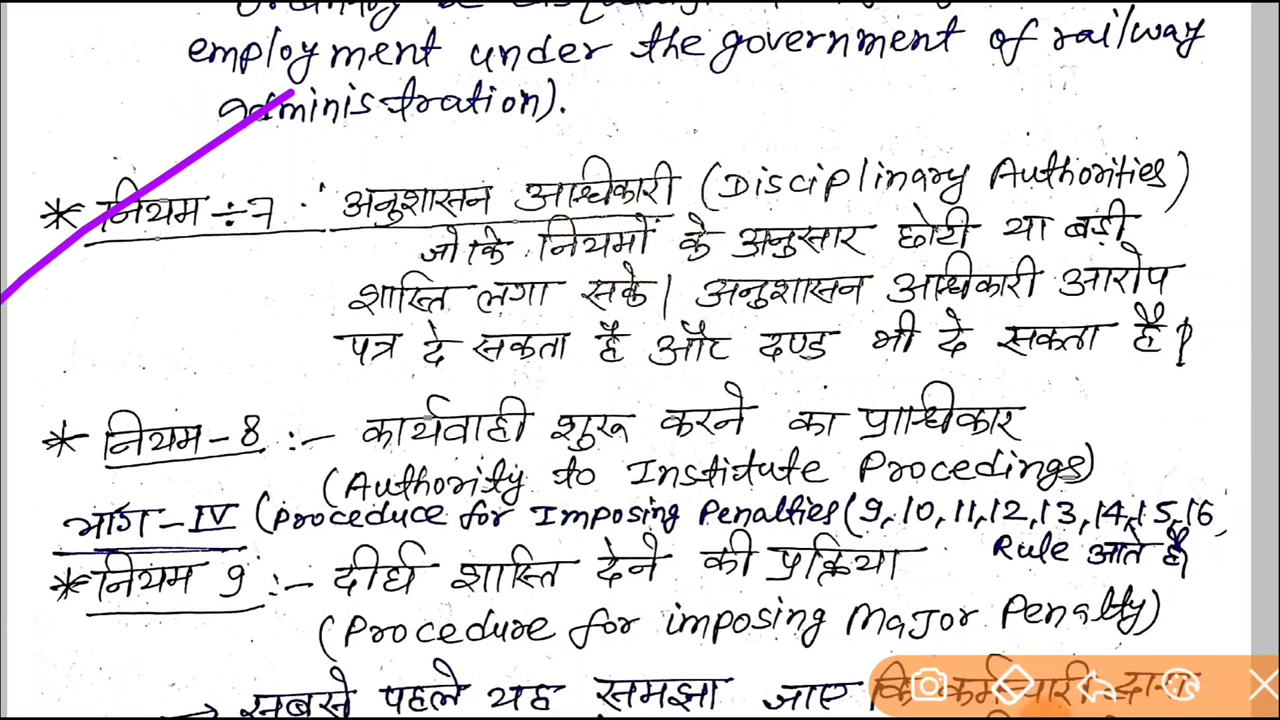 employment under the government of railway
administration).
* नियम ÷ 7 : अनुशासन अधिकारी (Disciplinary Authorities)
जो कि नियमों के अनुसार छोटी या बड़ी
शास्ति लगा सके। अनुशासन अधिकारी आरोप
पत्र दे सकता है और दण्ड भी दे सकता है।
* नियम - 8 :- कार्यवाही शुरू करने का प्राधिकार
(Authority to Institute Procedings)
भाग - IV (Proceduce for Imposing Penalties (9, 10, 11, 12, 13, 14, 15, 16,
Rule आते है
* नियम 9 :- दीर्घ शास्ति देने की प्रक्रिया
(Procedure for imposing Major Penalty)
→ सबसे पहले यह समझा जाए कि कर्मचारी द्वारा